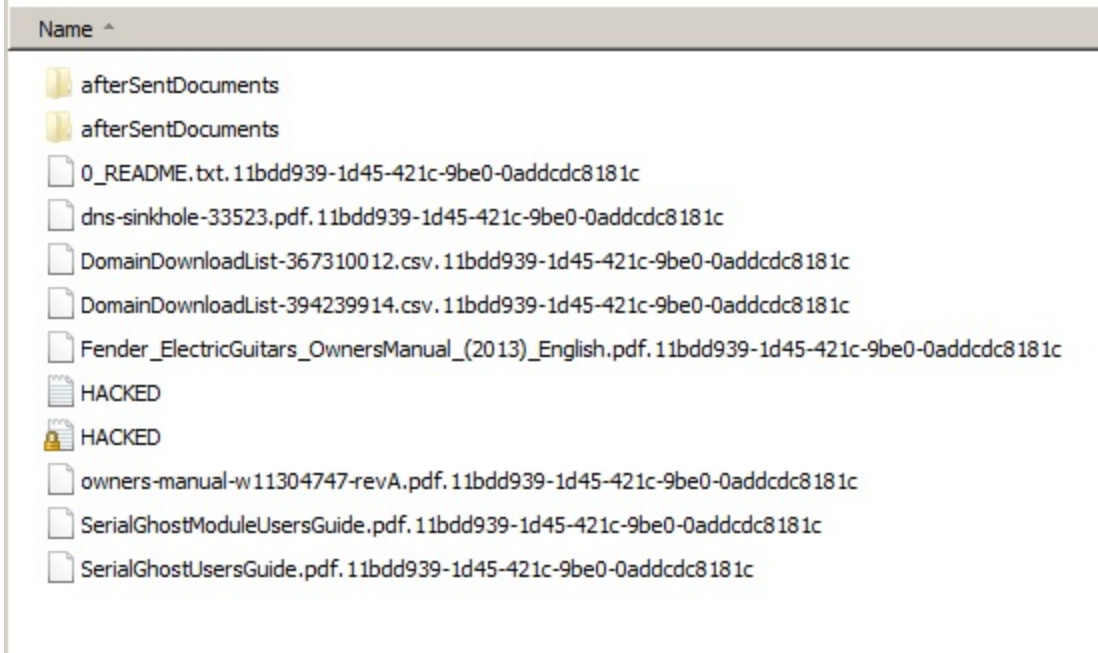 Name
afterSentDocuments
afterSentDocuments
0_README.txt.11bdd939-1d45-421c-9be0-0addcdc8181c
dns-sinkhole-33523.pdf.11bdd939-1d45-421c-9be0-0addcdc8181c
DomainDownloadList-367310012.csv.11bdd939-1d45-421c-9be0-0addcdc8181c
DomainDownloadList-394239914.csv.11bdd939-1d45-421c-9be0-0addcdc8181c
Fender_ElectricGuitars_OwnersManual_(2013)_English.pdf.11bdd939-1d45-421c-9be0-0addcdc8181c
HACKED
HACKED
owners-manual-w11304747-revA.pdf.11bdd939-1d45-421c-9be0-0addcdc8181c
SerialGhostModuleUsersGuide.pdf.11bdd939-1d45-421c-9be0-0addcdc8181c
SerialGhostUsersGuide.pdf.11bdd939-1d45-421c-9be0-0addcdc8181c